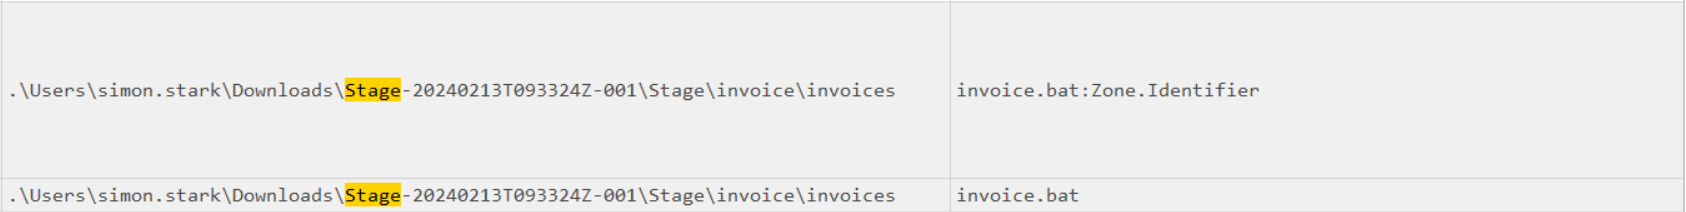 .\Users\simon.stark\Downloads\Stage-20240213T093324Z-001\Stage\invoice\invoices invoice.bat:Zone.Identifier
.\Users\simon.stark\Downloads\Stage-20240213T093324Z-001\Stage\invoice\invoices invoice.bat